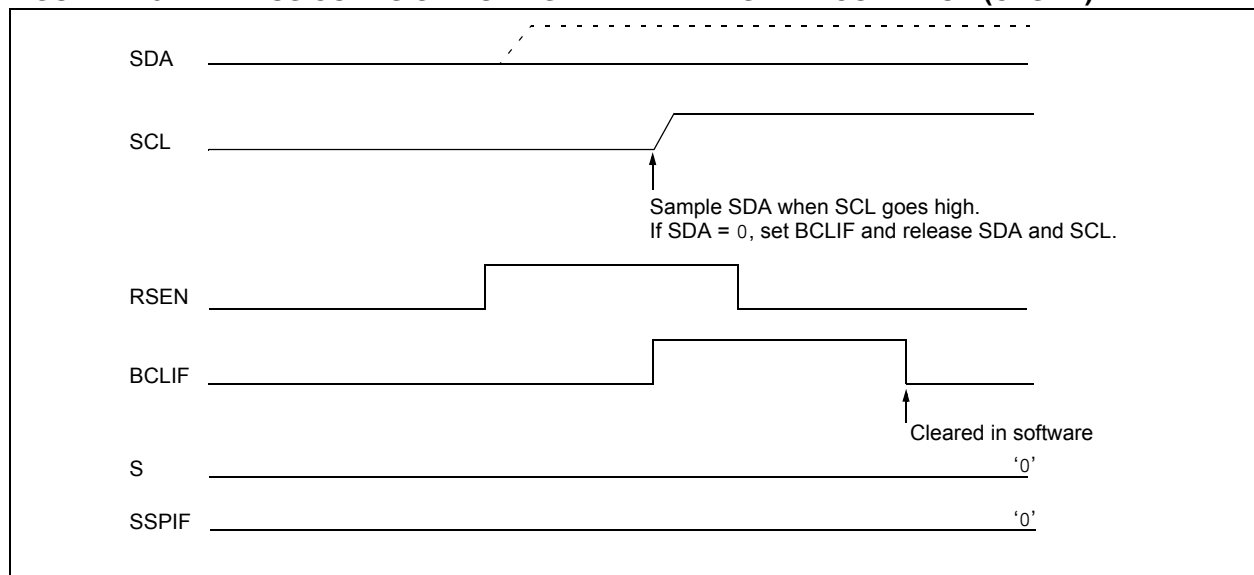 SDA
SCL
Sample SDA when SCL goes high.
If SDA = 0, set BCLIF and release SDA and SCL.
RSEN
BCLIF
Cleared in software
S
‘0’
SSPIF
‘0’